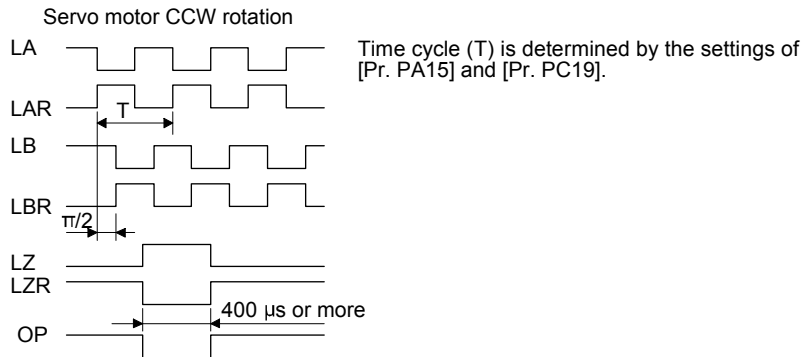 Servo motor CCW rotation
LA
Time cycle (T) is determined by the settings of
[Pr. PA15] and [Pr. PC19].
LAR
T
LB
LBR
π/2
LZ
LZR
400 μs or more
OP